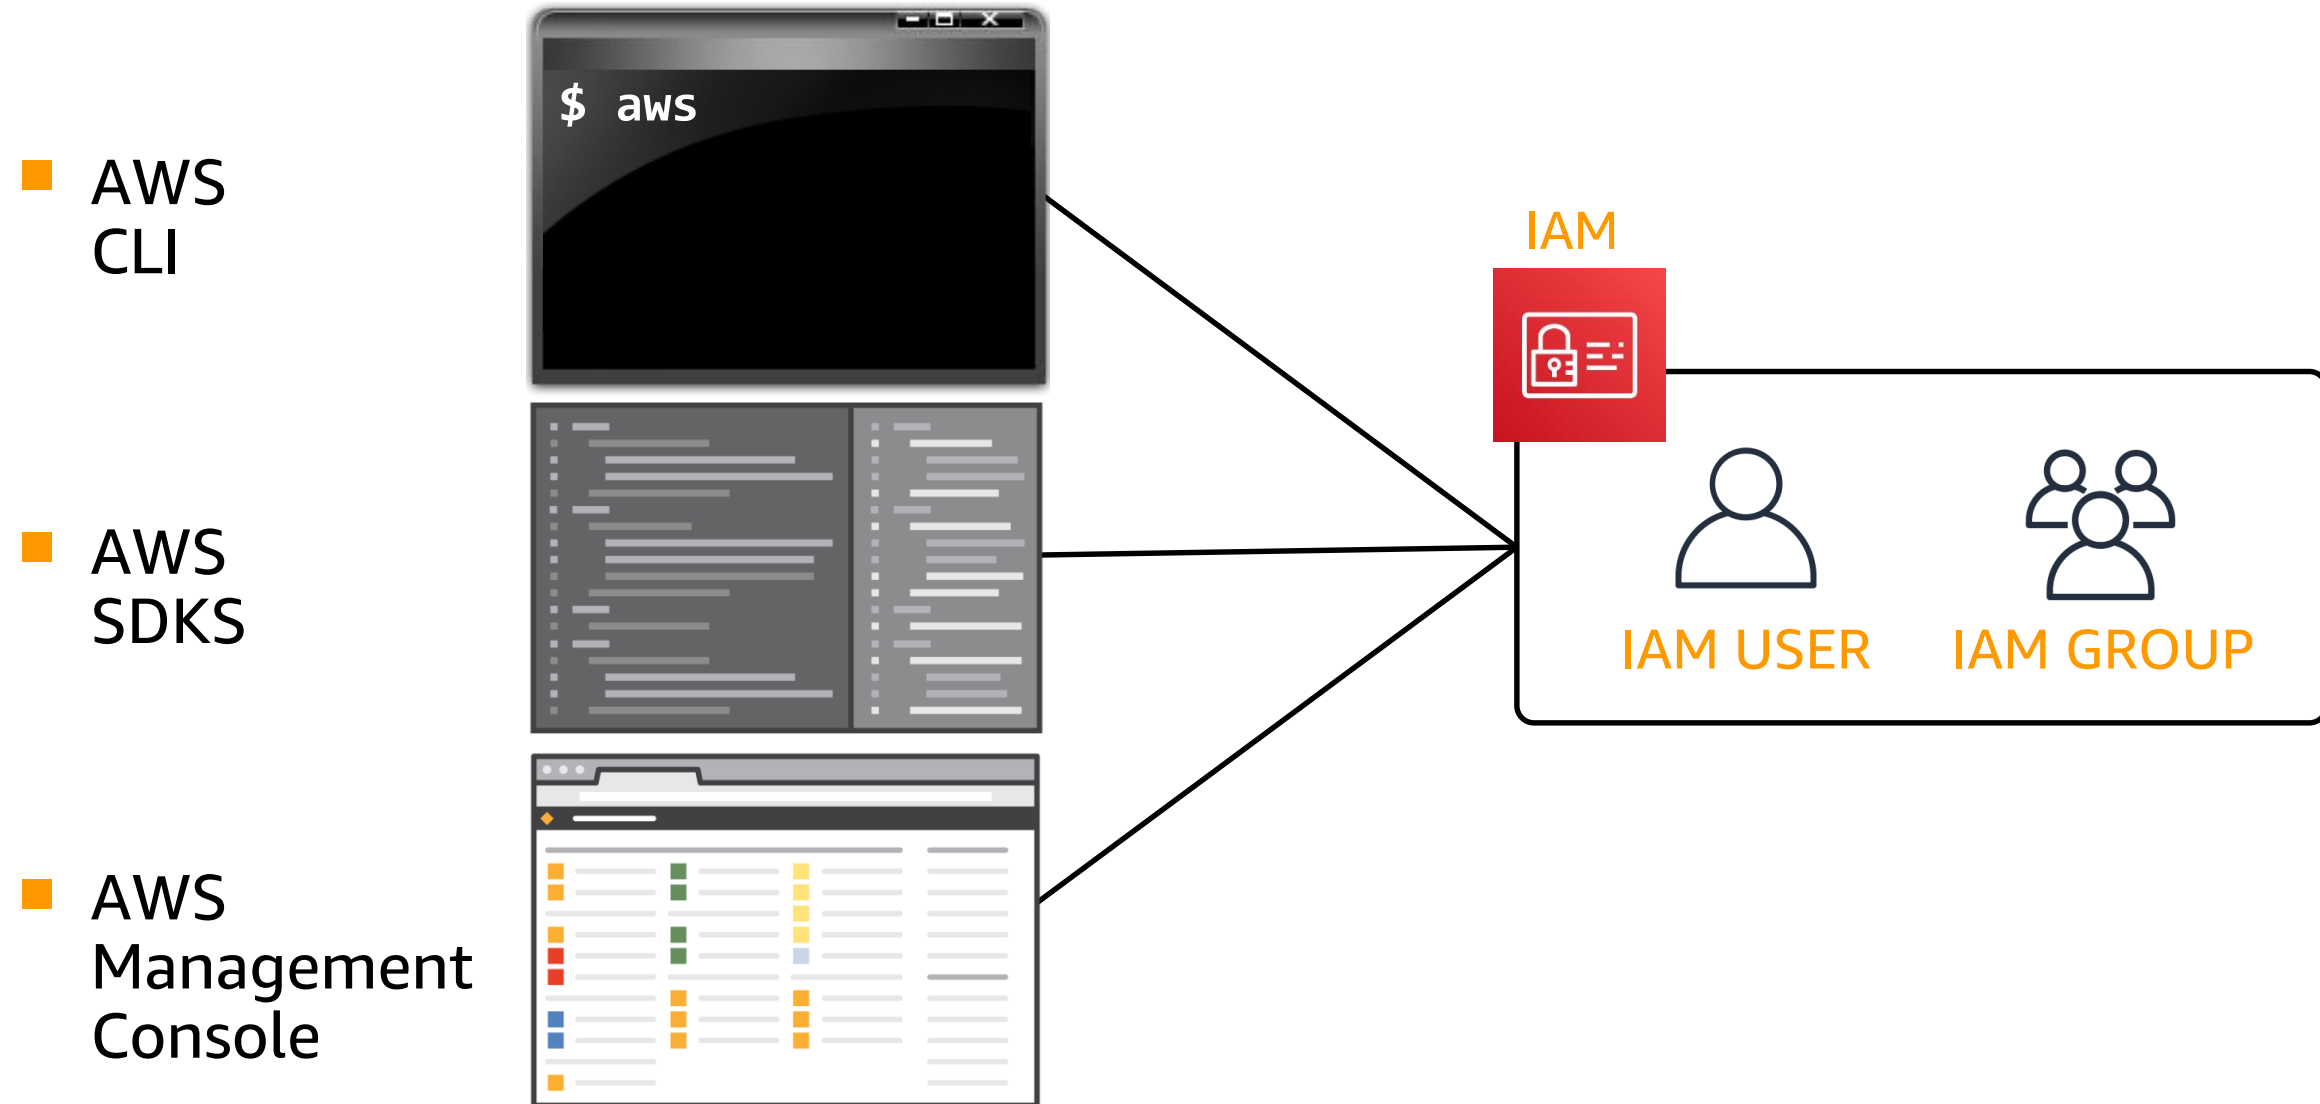 $ aws
AWS
CLI
IAM
AWS
SDKS
IAM USER
IAM GROUP
AWS
Management
Console